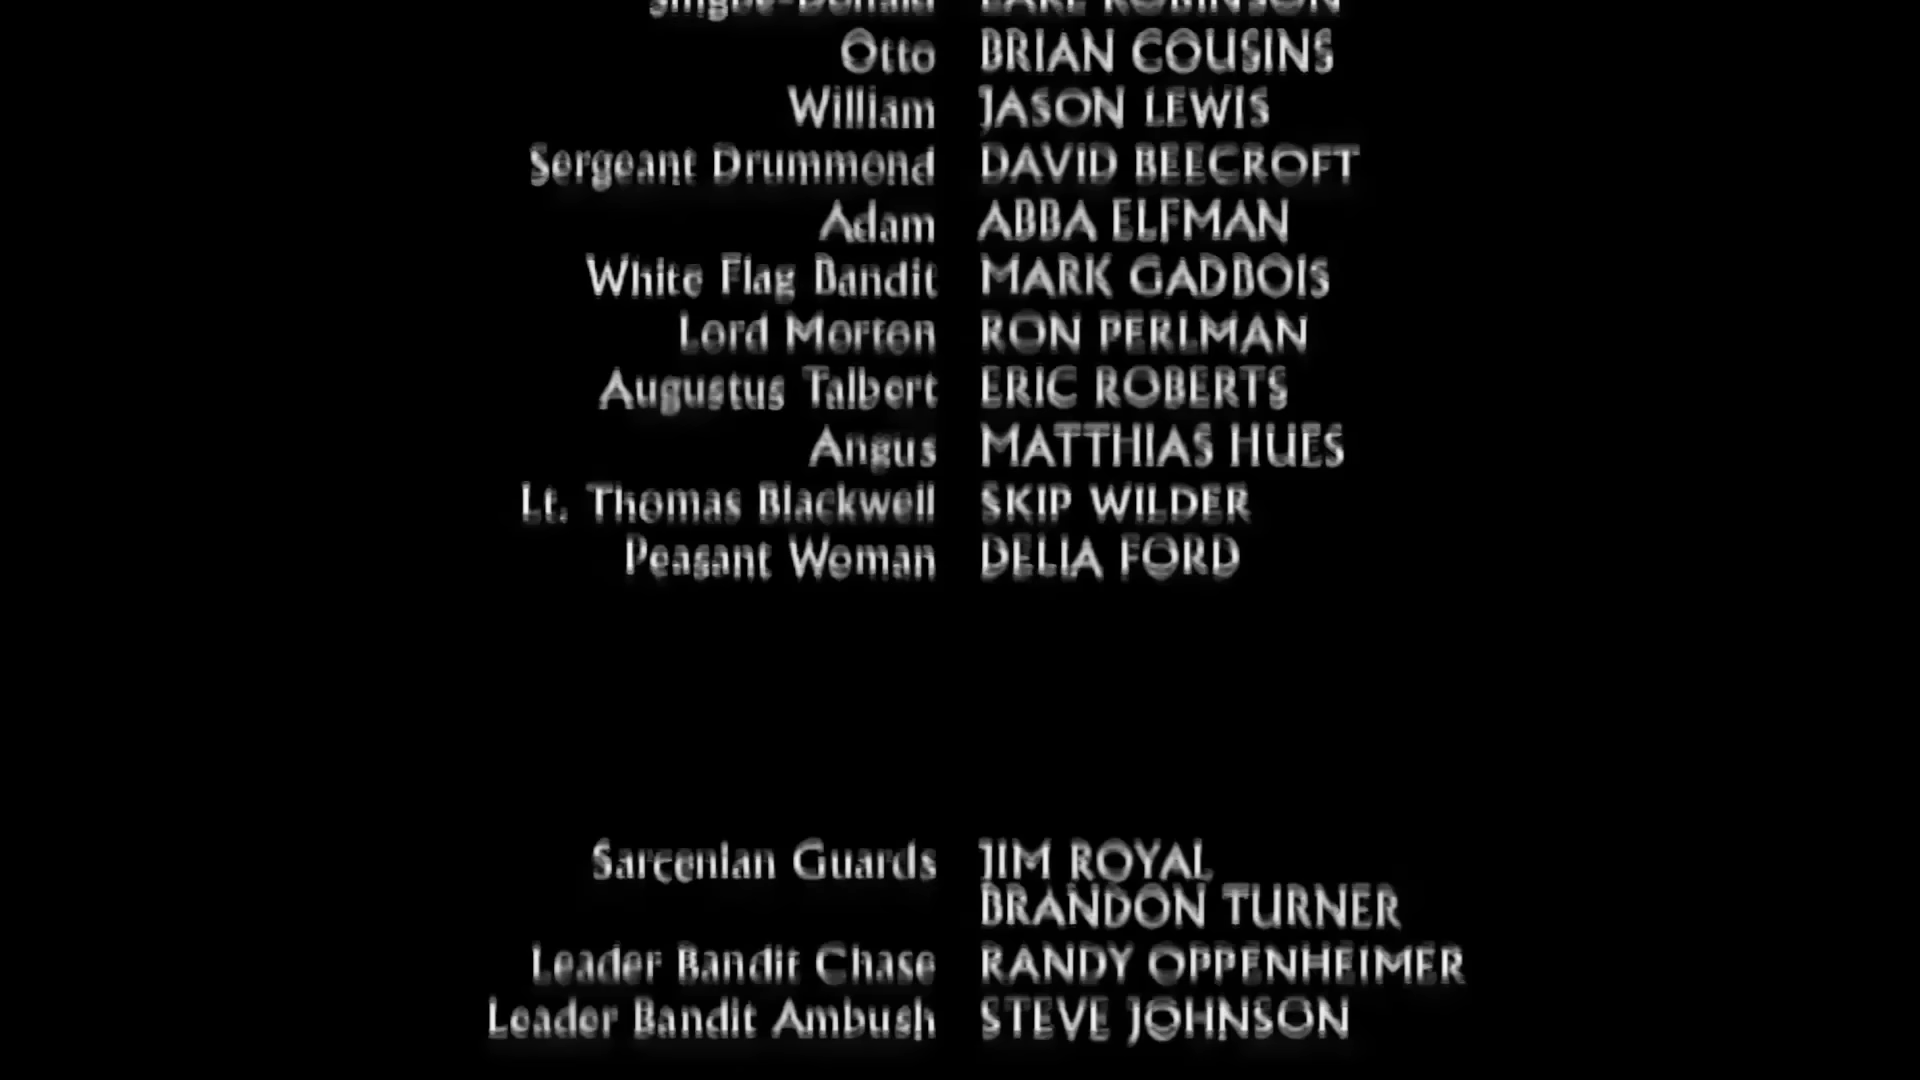 Otto BRIAN COUSINS
William JASON LEWIS
Sergeant Drummond DAVID BEECROFT
Adam ABBA ELFMAN
White Flag Bandit MARK GADBOIS
Lord Morton RON PERLMAN
Augustus Talbert ERIC ROBERTS
Angus MATTHIAS HUES
Lt. Thomas Blackwell SKIP WILDER
Peasant Woman DELIA FORD
Sarcenian Guards JIM ROYAL
BRANDON TURNER
Leader Bandit Chase RANDY OPPENHEIMER
Leader Bandit Ambush STEVE JOHNSON